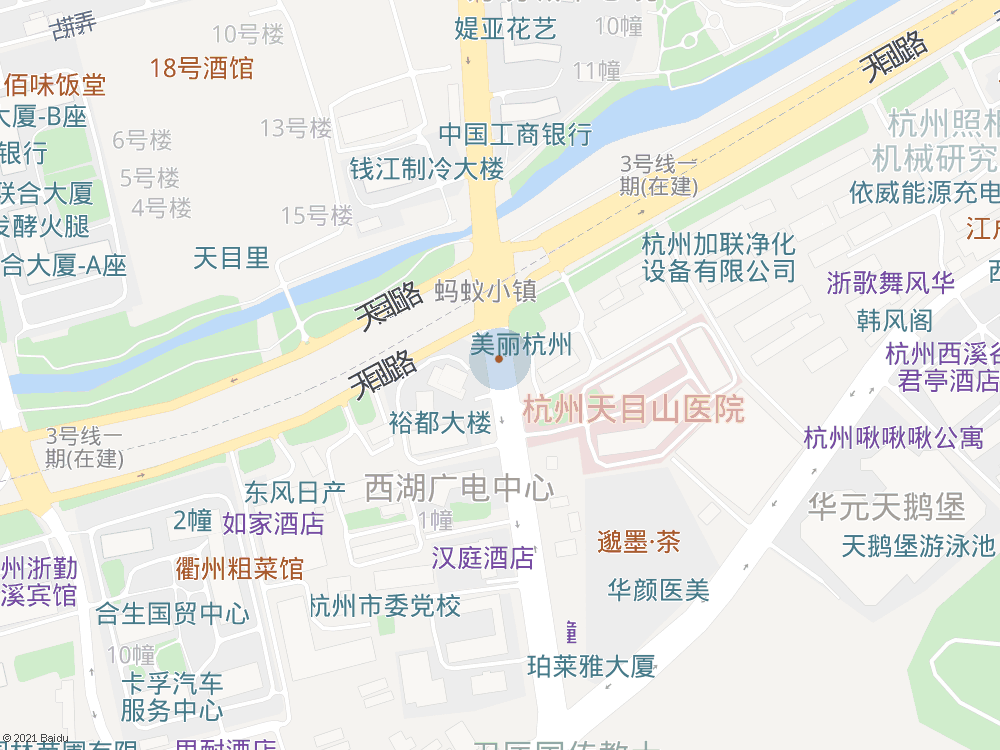 古荡
10号楼
媞亚花艺
10幢
天目山路
18号酒馆
11幢
佰味饭堂
大厦-B座
13号楼
中国工商银行
杭州照相
机械研究
6号楼
银行
钱江制冷大楼
3号线一
期(在建)
5号楼
联合大厦
4号楼
依威能源充电
15号楼
发酵火腿
天目里
合大厦-A座
杭州加联净化
设备有限公司
浙歌舞风华
蚂蚁小镇
天目山路
韩风阁
美丽杭州
杭州西溪谷
君亭酒店
天目山路
杭州天目山医院
裕都大楼
3号线一
期(在建)
杭州啾啾啾公寓
西湖广电中心
东风日产
华元天鹅堡
2幢
如家酒店
1幢
邈墨·茶
天鹅堡游泳池
汉庭酒店
州浙勤
溪宾馆
衢州粗菜馆
华颜医美
合生国贸中心
杭州市委党校
10幢
珀莱雅大厦
卡孚汽车
服务中心
© 2021 Baidu